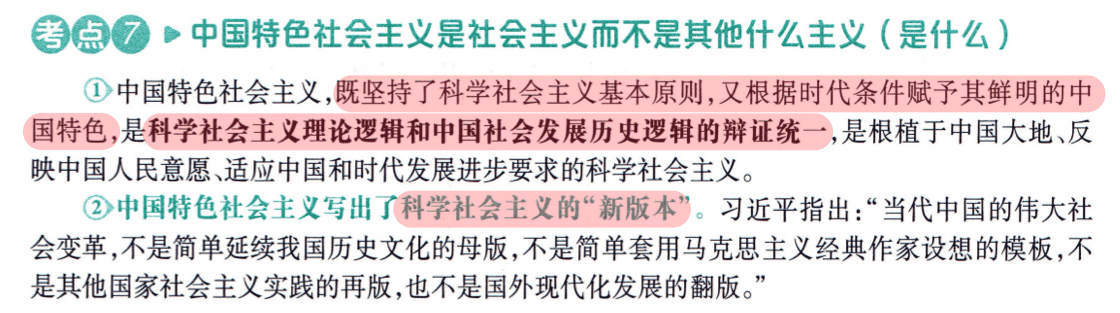 考点7 ▶ 中国特色社会主义是社会主义而不是其他什么主义（是什么）
①中国特色社会主义，既坚持了科学社会主义基本原则，又根据时代条件赋予其鲜明的中
国特色，是科学社会主义理论逻辑和中国社会发展历史逻辑的辩证统一，是根植于中国大地、反
映中国人民意愿、适应中国和时代发展进步要求的科学社会主义。
②中国特色社会主义写出了科学社会主义的“新版本”。习近平指出：“当代中国的伟大社
会变革，不是简单延续我国历史文化的母版，不是简单套用马克思主义经典作家设想的模板，不
是其他国家社会主义实践的再版，也不是国外现代化发展的翻版。”